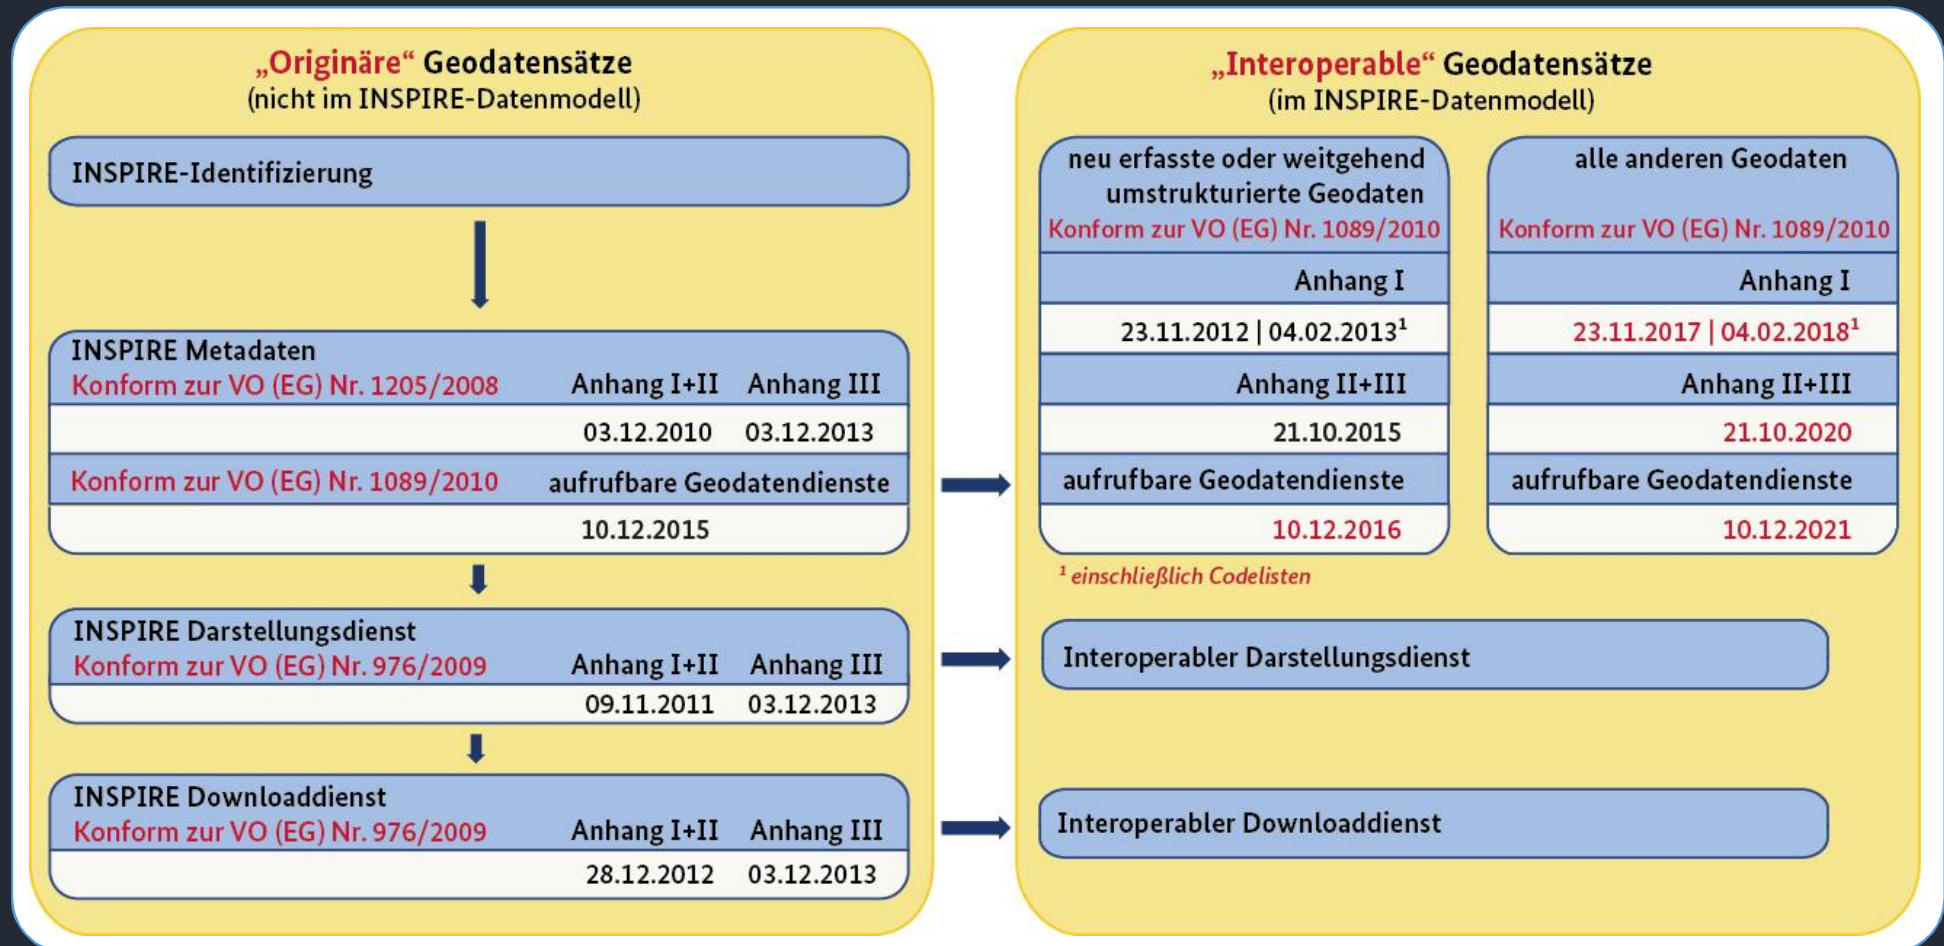 „Originäre“ Geodatensätze
(nicht im INSPIRE-Datenmodell)
INSPIRE-Identifizierung
INSPIRE Metadaten
Konform zur VO (EG) Nr. 1205/2008 Anhang I+II Anhang III
03.12.2010 03.12.2013
Konform zur VO (EG) Nr. 1089/2010 aufrufbare Geodatendienste
10.12.2015
INSPIRE Darstellungsdienst
Konform zur VO (EG) Nr. 976/2009 Anhang I+II Anhang III
09.11.2011 03.12.2013
INSPIRE Downloaddienst
Konform zur VO (EG) Nr. 976/2009 Anhang I+II Anhang III
28.12.2012 03.12.2013
„Interoperable“ Geodatensätze
(im INSPIRE-Datenmodell)
neu erfasste oder weitgehend
umstrukturierte Geodaten
Konform zur VO (EG) Nr. 1089/2010
Anhang I
23.11.2012 | 04.02.2013¹
Anhang II+III
21.10.2015
aufrufbare Geodatendienste
10.12.2016
alle anderen Geodaten
Konform zur VO (EG) Nr. 1089/2010
Anhang I
23.11.2017 | 04.02.2018¹
Anhang II+III
21.10.2020
aufrufbare Geodatendienste
10.12.2021
¹ einschließlich Codelisten
Interoperabler Darstellungsdienst
Interoperabler Downloaddienst